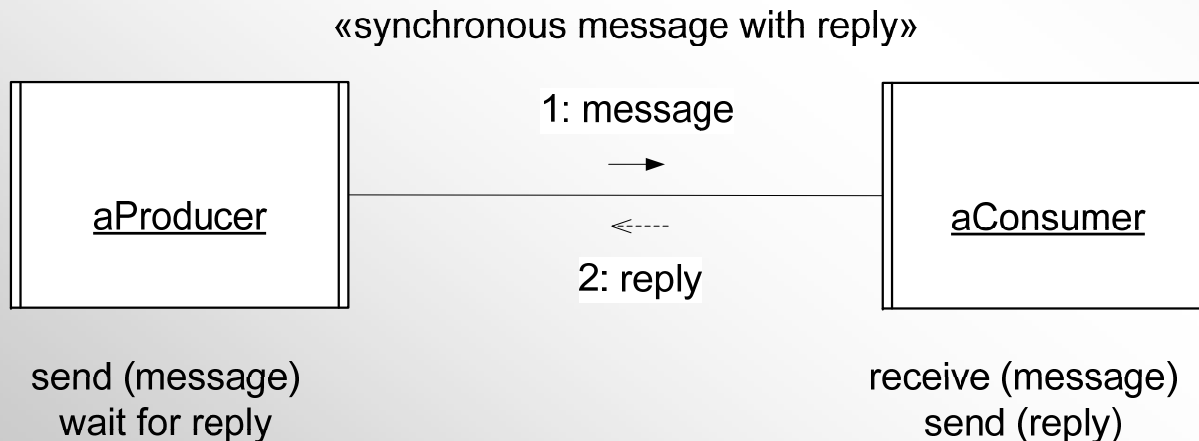 «synchronous message with reply»
1: message
aProducer
aConsumer
2: reply
send (message)
wait for reply
receive (message)
send (reply)